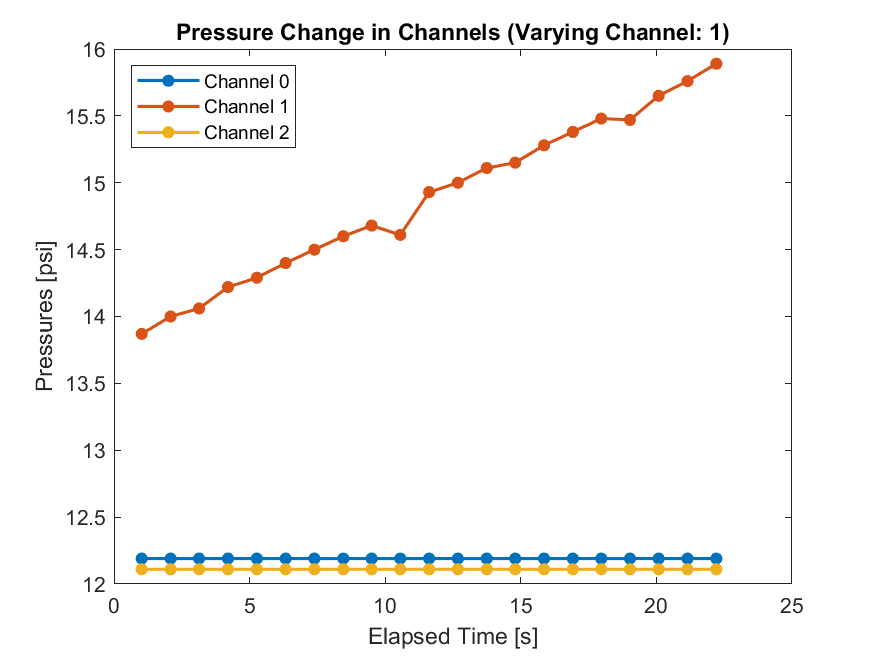 Pressure Change in Channels (Varying Channel: 1)
16
15.5
15
14.5
14
13.5
13
12.5
12
Pressures [psi]
Channel 0
Channel 1
Channel 2
0 5 10 15 20 25
Elapsed Time [s]